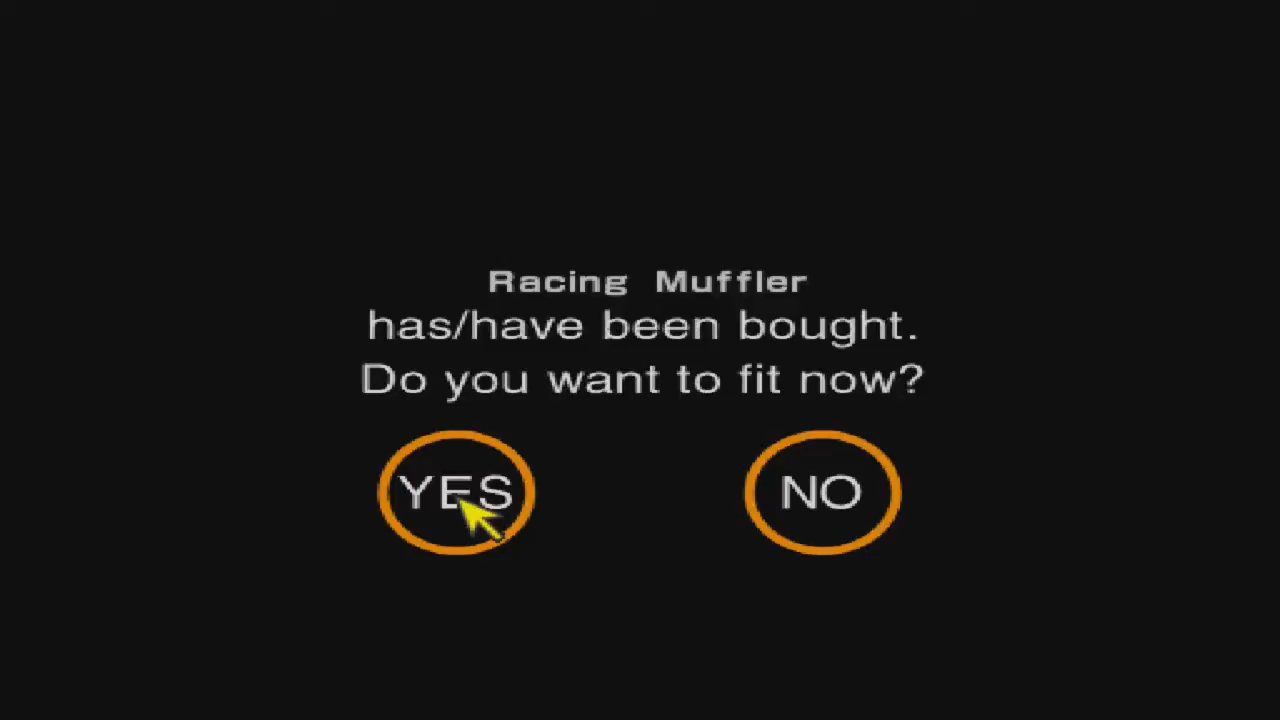 Racing Muffler
has/have been bought.
Do you want to fit now?
YES NO